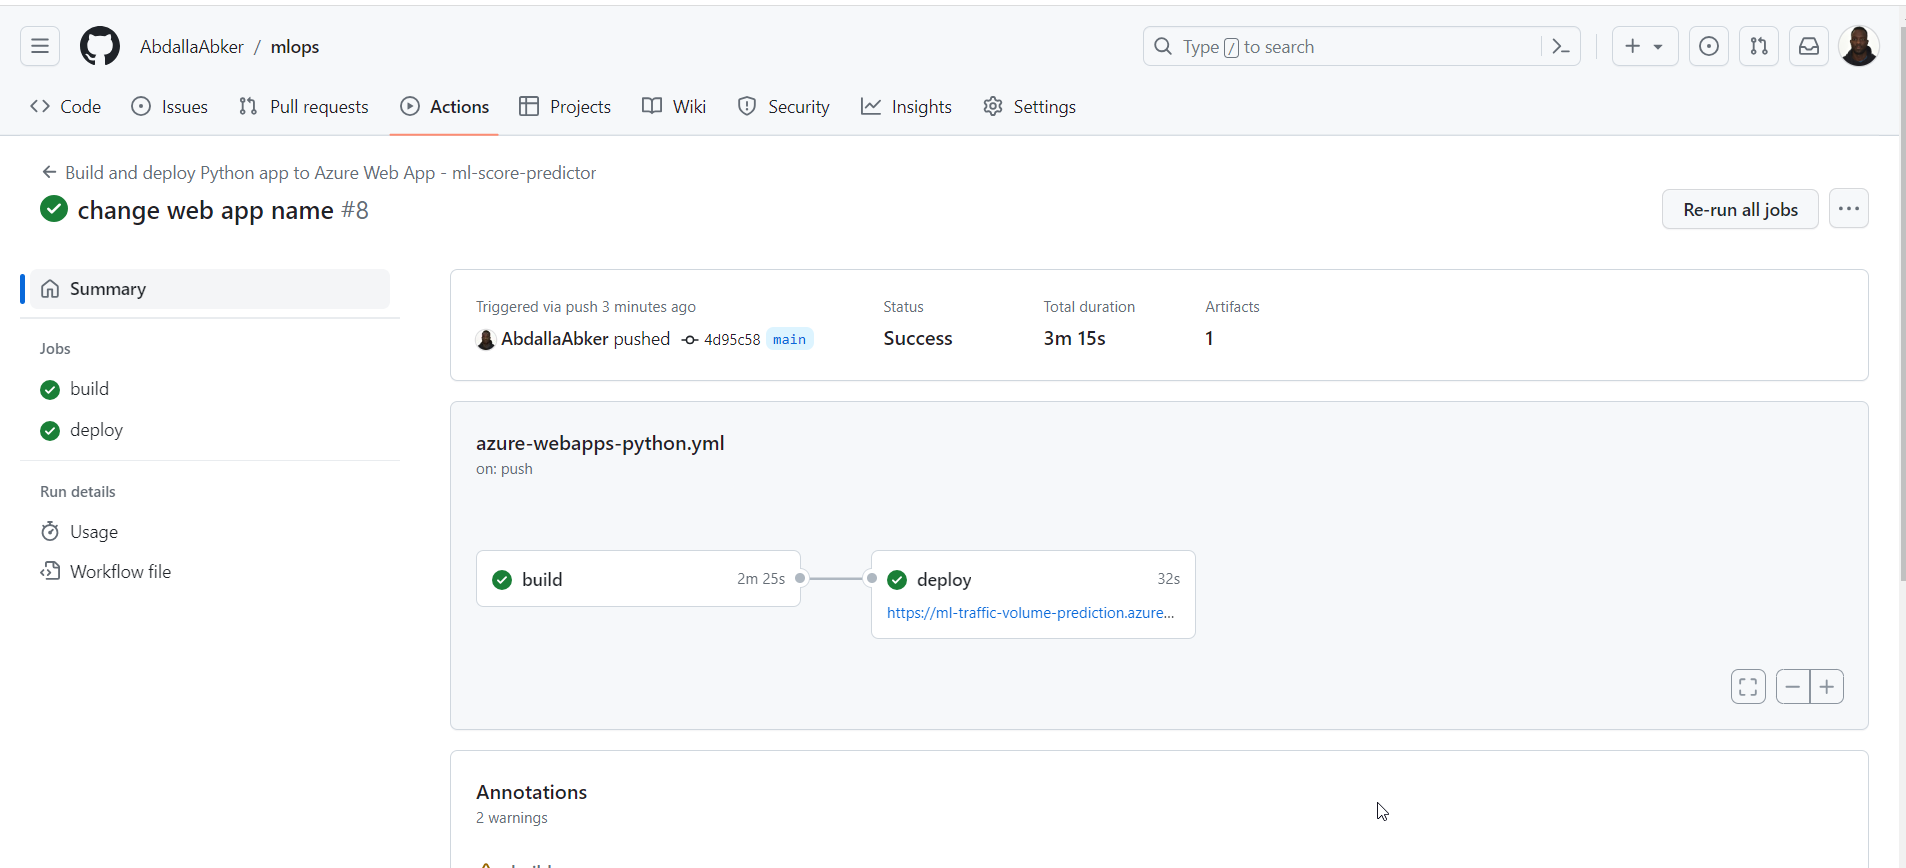 AbdallaAbker / mlops
Type / to search
Code Issues Pull requests Actions Projects Wiki Security Insights Settings
Build and deploy Python app to Azure Web App - ml-score-predictor
change web app name #8
Re-run all jobs
Summary
Jobs
build
deploy
Run details
Usage
Workflow file
Triggered via push 3 minutes ago
AbdallaAbker pushed 4d95c58 main
Status
Success
Total duration
3m 15s
Artifacts
1
azure-webapps-python.yml
on: push
build 2m 25s
deploy 32s
https://ml-traffic-volume-prediction.azure...
Annotations
2 warnings